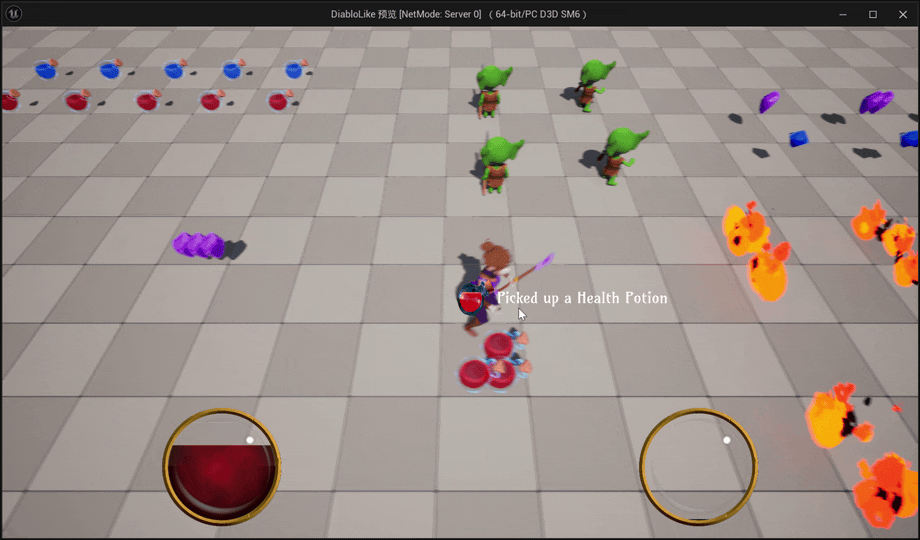 DiabloLike 预览 [NetMode: Server 0] （64-bit/PC D3D SM6）
Picked up a Health Potion